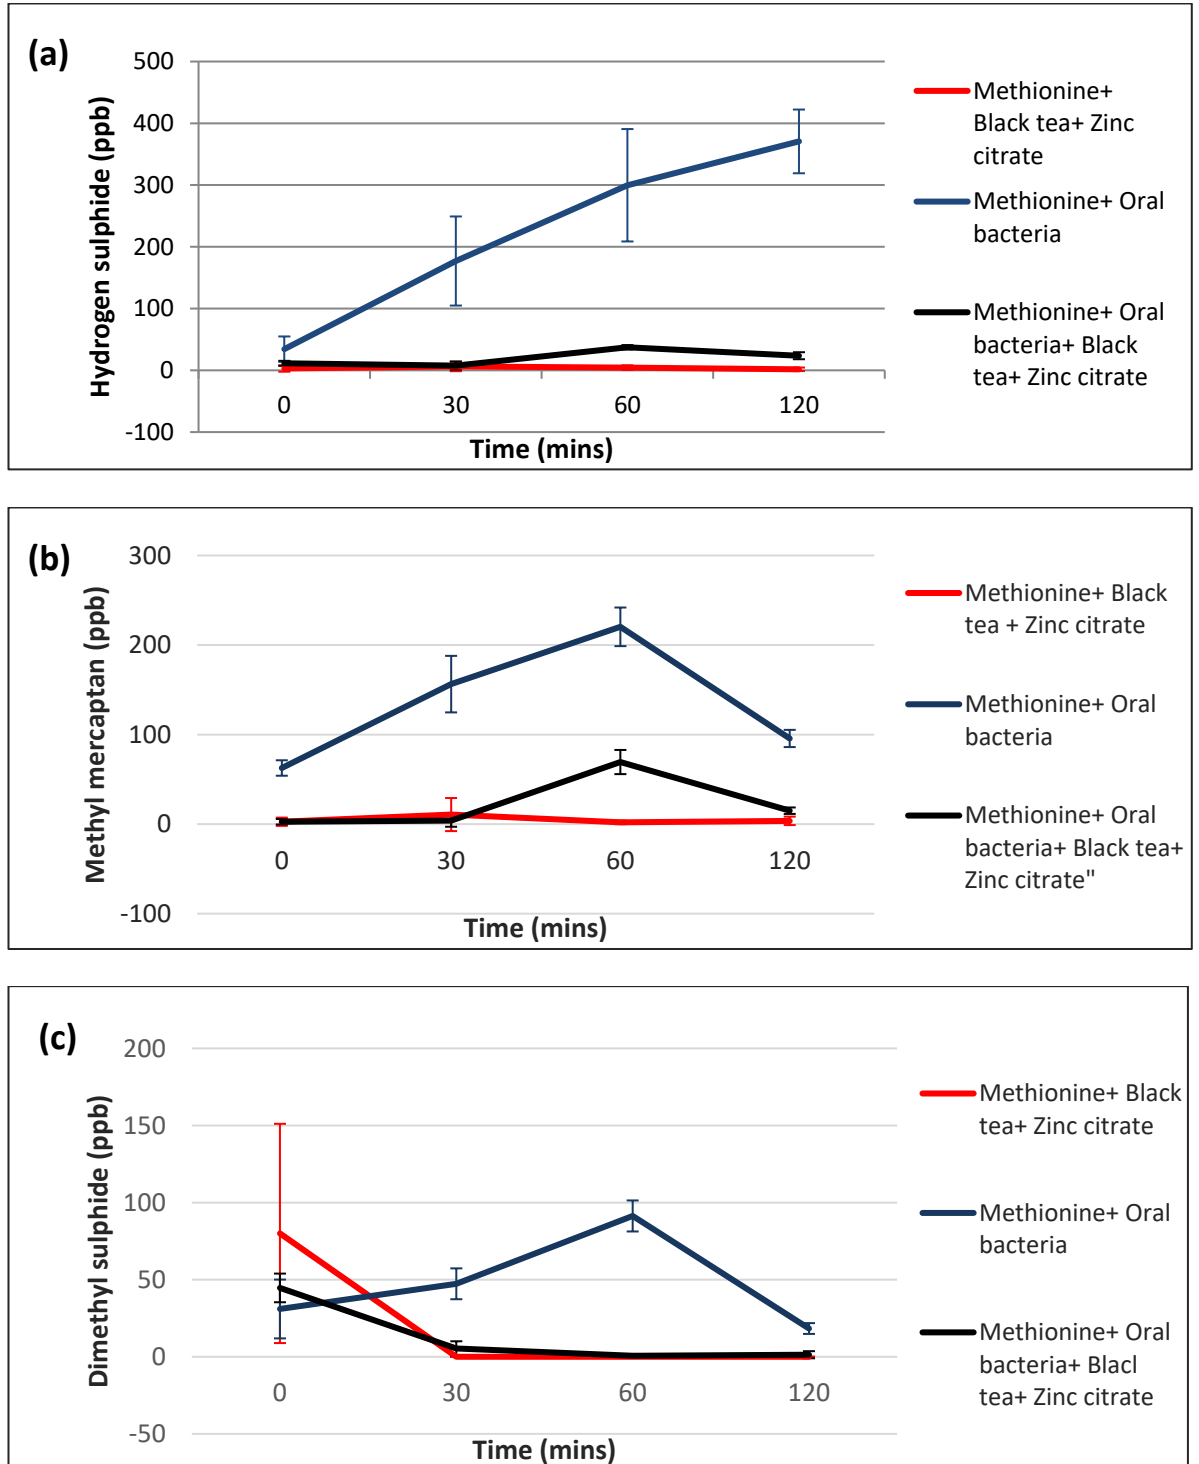 (a)
Hydrogen sulphide (ppb)
500
400
300
200
100
0
-100
0 30 60 120
Time (mins)
Methionine+
Black tea+ Zinc
citrate
Methionine+ Oral
bacteria
Methionine+ Oral
bacteria+ Black
tea+ Zinc citrate
(b)
Methyl mercaptan (ppb)
300
200
100
0
-100
0 30 60 120
Time (mins)
Methionine+ Black
tea + Zinc citrate
Methionine+ Oral
bacteria
Methionine+ Oral
bacteria+ Black tea+
Zinc citrate"
(c)
Dimethyl sulphide (ppb)
200
150
100
50
0
-50
0 30 60 120
Time (mins)
Methionine+ Black
tea+ Zinc citrate
Methionine+ Oral
bacteria
Methionine+ Oral
bacteria+ Blacl
tea+ Zinc citrate